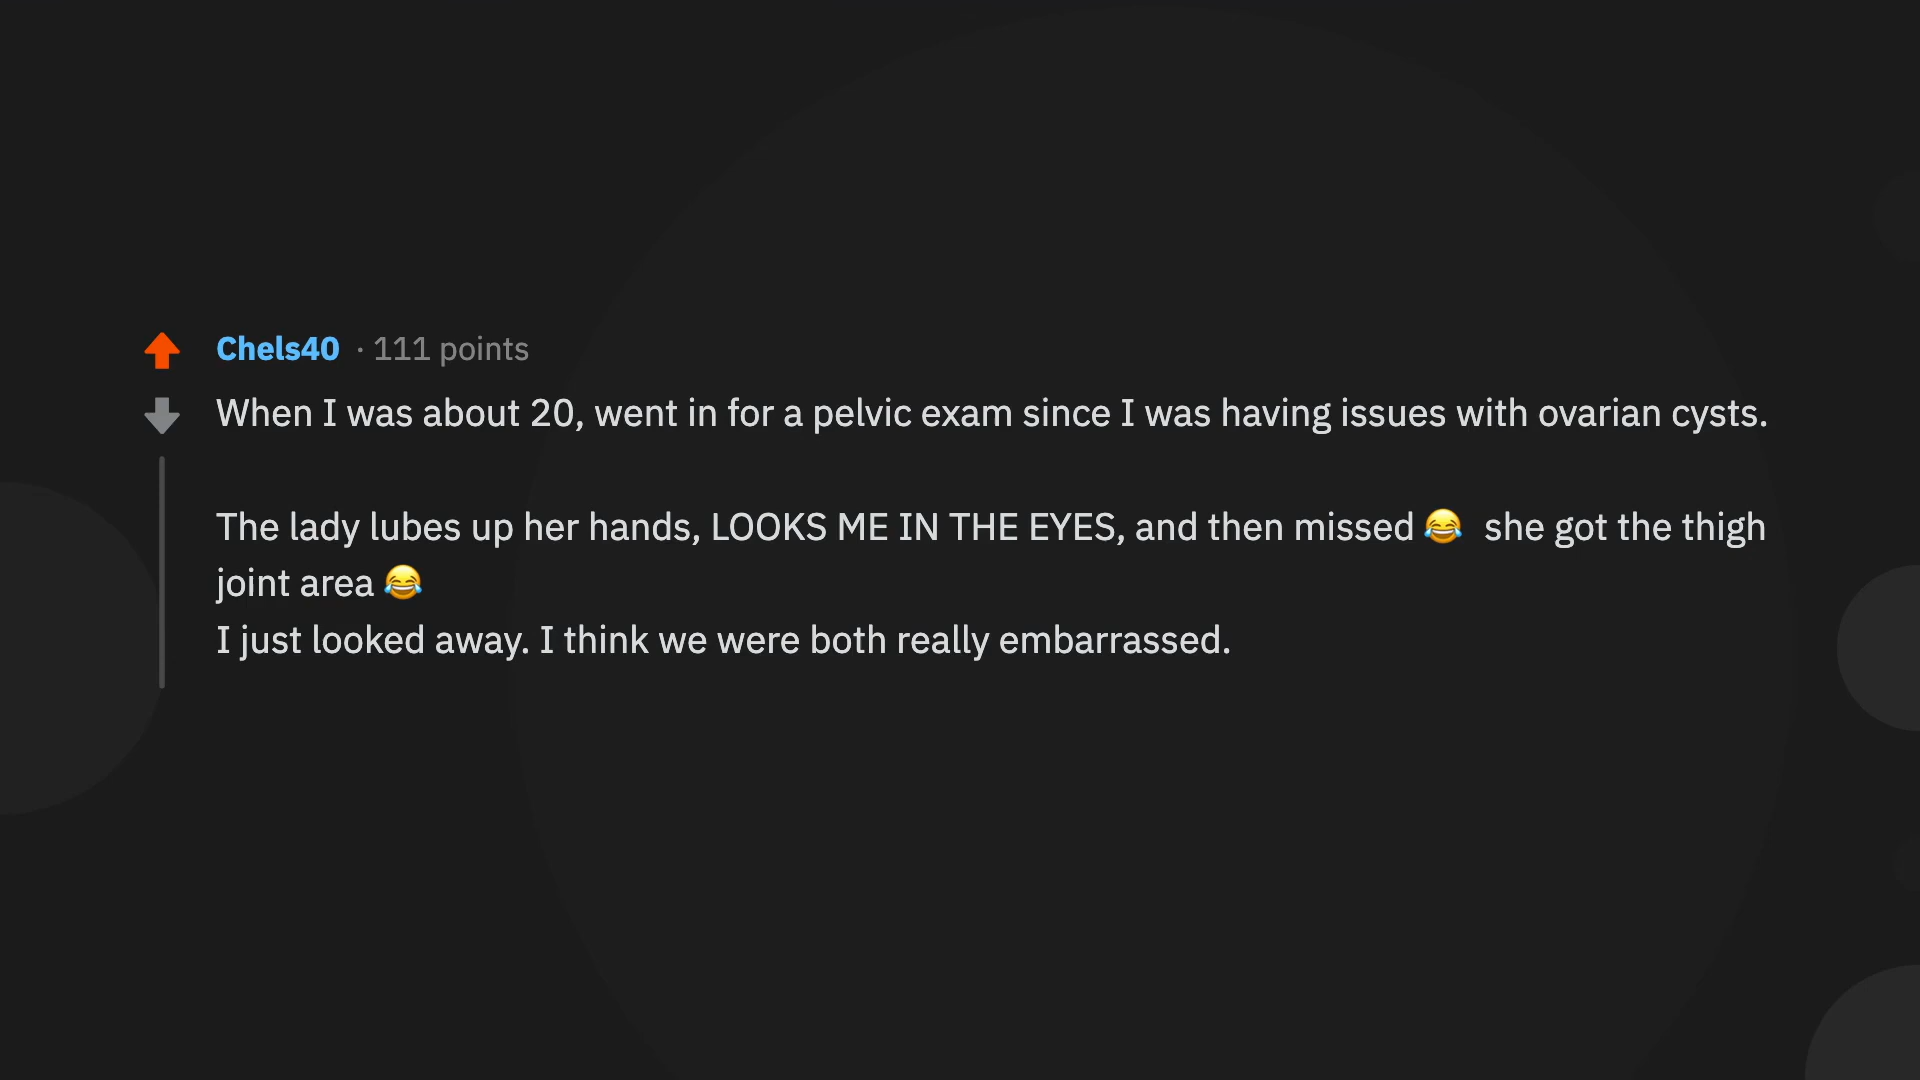 Chels40 · 111 points
When I was about 20, went in for a pelvic exam since I was having issues with ovarian cysts.
The lady lubes up her hands, LOOKS ME IN THE EYES, and then missed 😂 she got the thigh
joint area 😂
I just looked away. I think we were both really embarrassed.